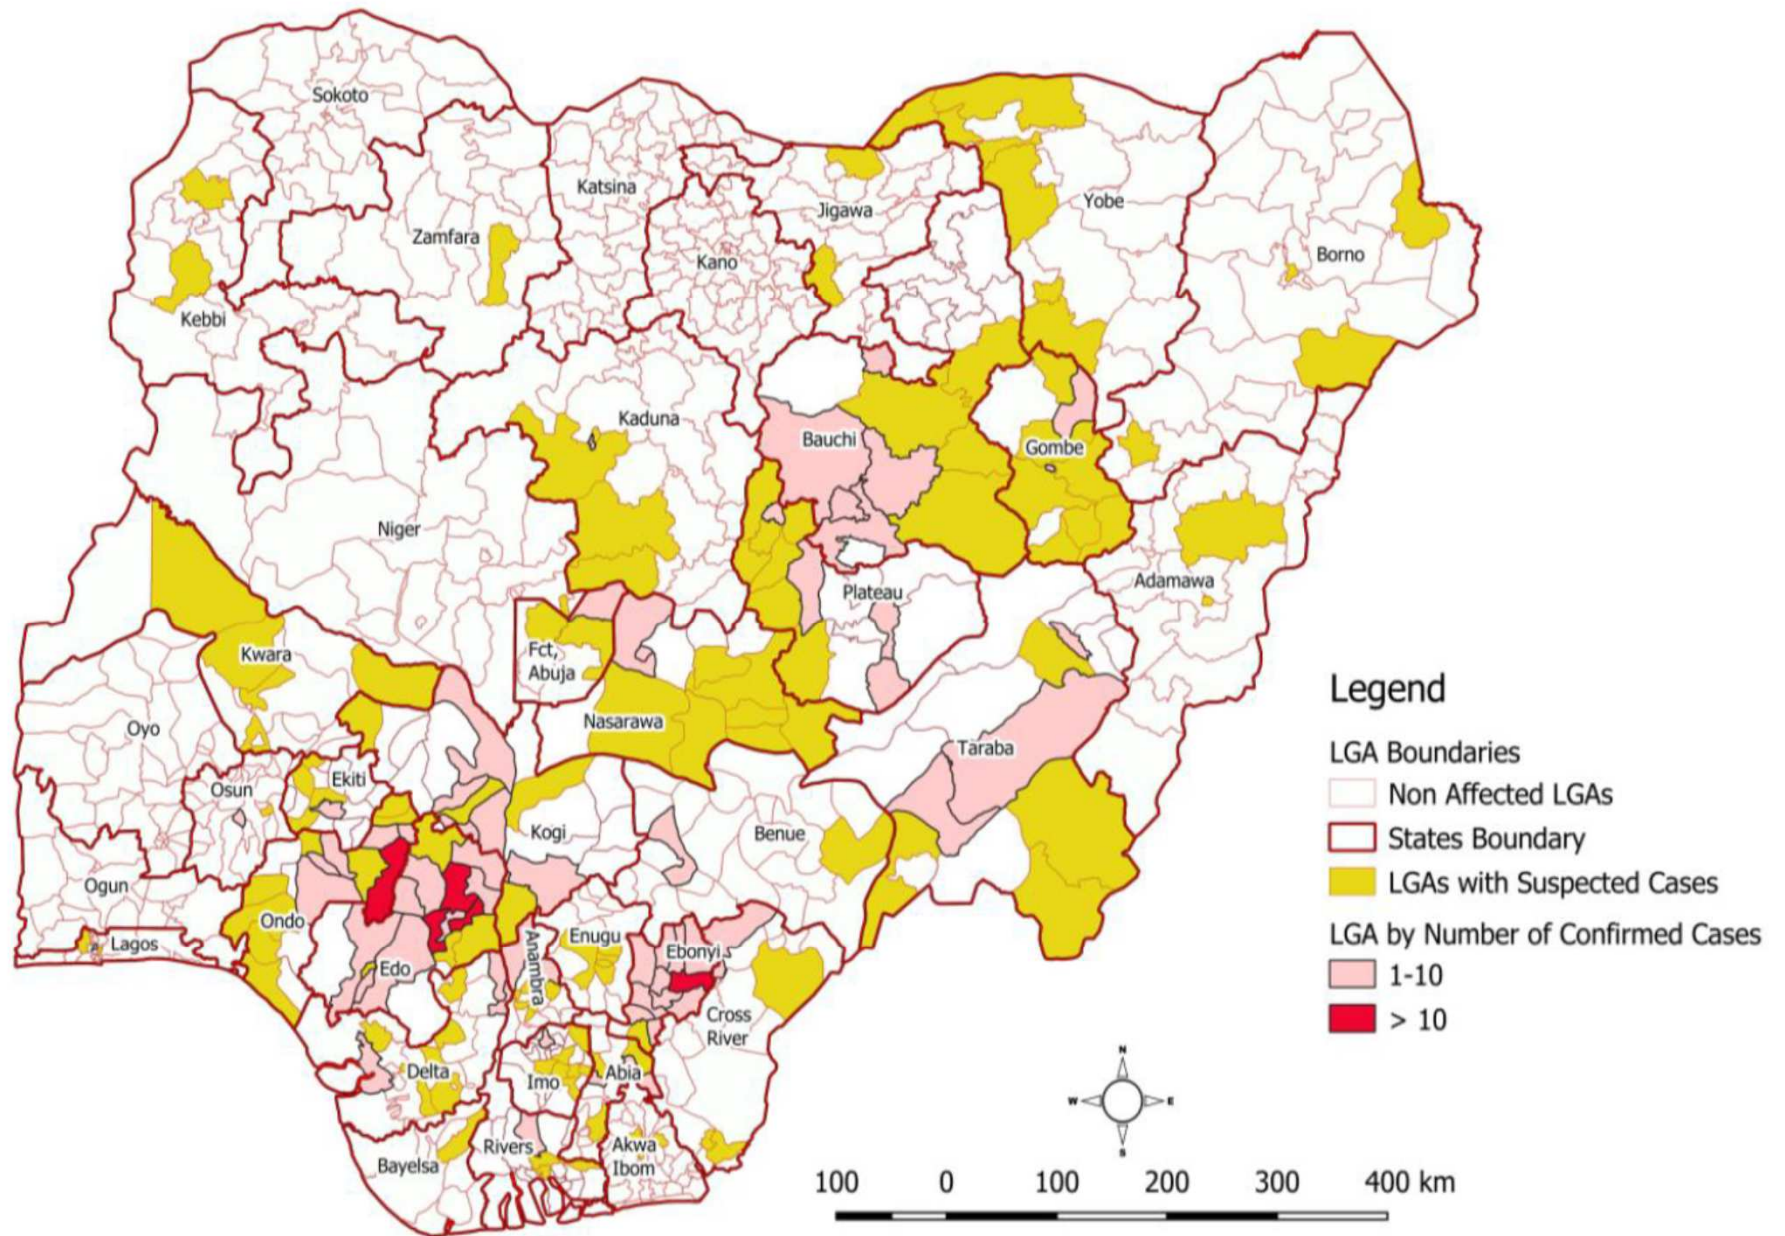 Sokoto
Katsina
Jigawa
Yobe
Zamfara
Kano
Borno
Kebbi
Kaduna
Bauchi
Gombe
Niger
Adamawa
Plateau
Kwara
Fct,
Abuja
Nasarawa
Oyo
Taraba
Osun
Ekiti
Kogi
Benue
Ogun
Ondo
Lagos
Edo
Anambra
Enugu
Ebonyi
Cross
River
Delta
Imo
Abia
Rivers
Bayelsa
Akwa
Ibom
Legend
LGA Boundaries
Non Affected LGAs
States Boundary
LGAs with Suspected Cases
LGA by Number of Confirmed Cases
1-10
> 10
N
W E
S
100 0 100 200 300 400 km